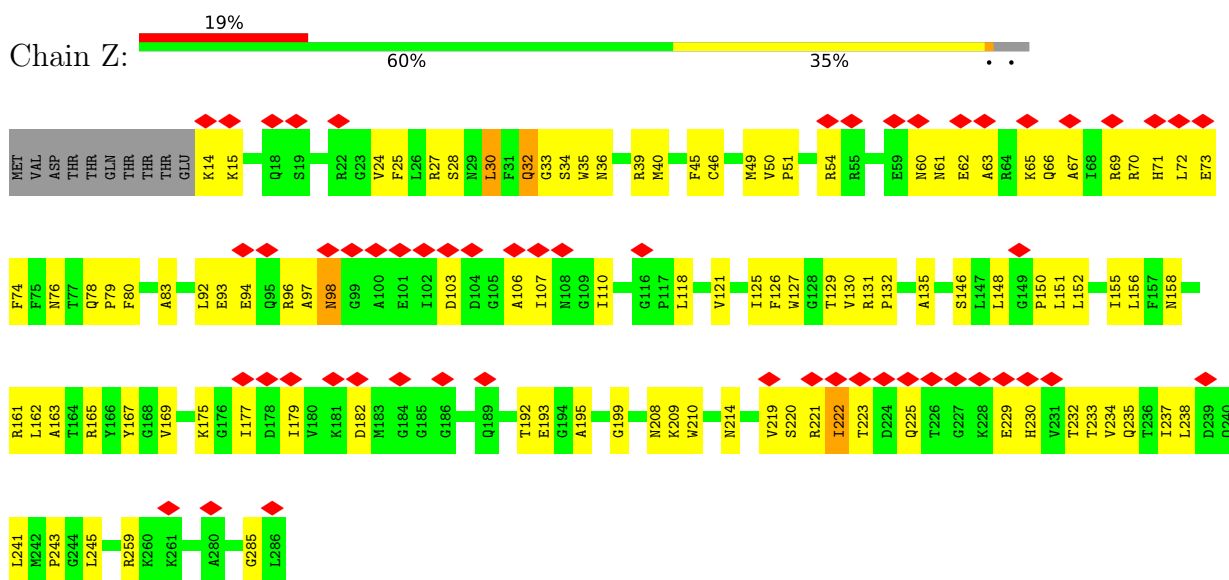 19%
Chain Z:
60% 35% • •
MET VAL ASP THR THR GLN THR THR THR GLU K14 K15 Q18 S19 R22 G23 V24 F25 L26 R27 S28 N29 L30 F31 Q32 G33 S34 W35 N36 R39 M40 F45 C46 M49 V50 P51 R54 R55 E59 N60 N61 E62 A63 R64 K65 Q66 A67 I68 R69 R70 H71 L72 E73
F74 F75 N76 T77 Q78 P79 F80 A83 L92 E93 E94 Q95 R96 A97 N98 G99 A100 E101 I102 D103 D104 G105 A106 I107 N108 G109 I110 G116 P117 L118 V121 I125 F126 W127 G128 T129 V130 R131 P132 A135 S146 L147 L148 G149 P150 L151 L152 I155 L156 F157 N158
R161 L162 A163 T164 R165 Y166 Y167 G168 V169 K175 G176 I177 D178 I179 V180 K181 D182 M183 G184 G185 G186 Q189 T192 E193 G194 A195 G199 N208 K209 W210 N214 V219 S220 R221 I222 T223 D224 Q225 T226 G227 K228 E229 H230 V231 T232 T233 V234 Q235 T236 I237 L238 D239 Q240
L241 M242 P243 G244 L245 R259 K260 K261 A280 G285 L286